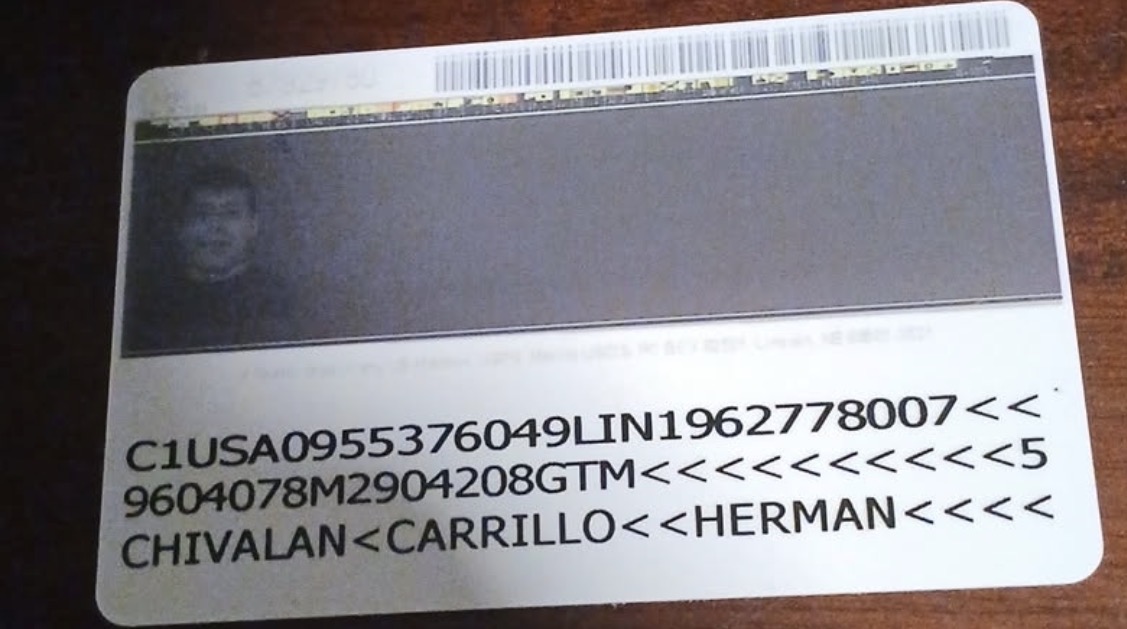 C1USA0955376049LIN1962778007<<
9604078M2904208GTM<<<<<<<<<<<5
CHIVALAN<CARRILLO<<HERMAN<<<<